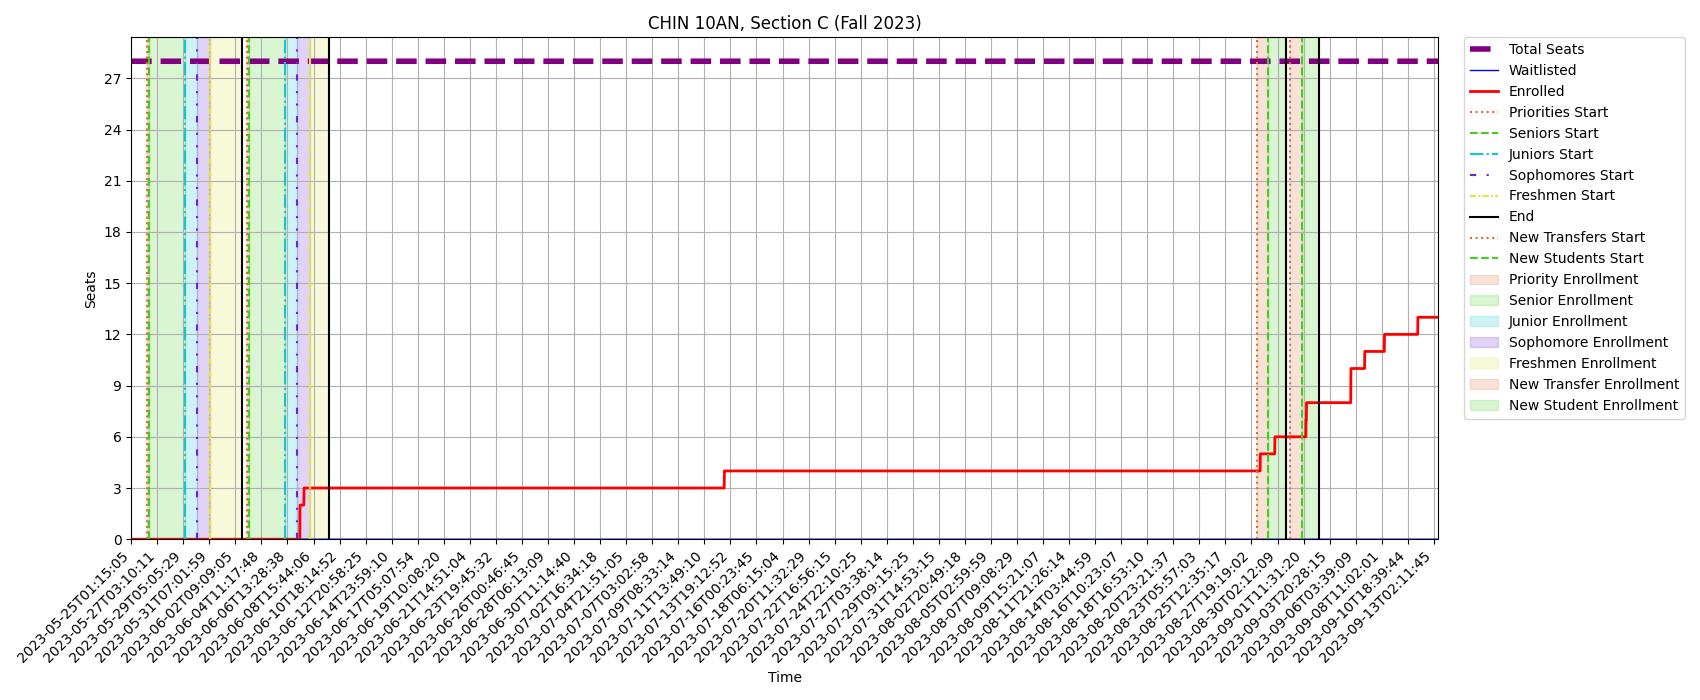 CHIN 10AN, Section C (Fall 2023)
Seats
27
24
21
18
15
12
9
6
3
0
2023-05-25T01:15:05
2023-05-27T03:10:11
2023-05-29T05:05:29
2023-05-31T07:01:59
2023-06-02T09:09:05
2023-06-04T11:17:48
2023-06-06T13:28:38
2023-06-08T15:44:06
2023-06-10T18:14:52
2023-06-12T20:58:25
2023-06-14T23:59:10
2023-06-17T05:07:54
2023-06-19T10:08:20
2023-06-21T14:51:04
2023-06-23T19:45:32
2023-06-26T00:46:45
2023-06-28T06:13:09
2023-06-30T11:14:40
2023-07-02T16:34:18
2023-07-04T21:51:05
2023-07-07T03:02:58
2023-07-09T08:33:14
2023-07-11T13:49:10
2023-07-13T19:12:52
2023-07-16T00:23:45
2023-07-18T06:15:04
2023-07-20T11:32:29
2023-07-22T16:56:15
2023-07-24T22:10:25
2023-07-27T03:38:14
2023-07-29T09:15:25
2023-07-31T14:53:15
2023-08-02T20:49:18
2023-08-05T02:59:59
2023-08-07T09:08:29
2023-08-09T15:21:07
2023-08-11T21:26:14
2023-08-14T03:44:59
2023-08-16T10:23:07
2023-08-18T16:53:10
2023-08-20T23:21:37
2023-08-23T05:57:03
2023-08-25T12:35:17
2023-08-27T19:19:02
2023-08-30T02:12:09
2023-09-01T11:31:20
2023-09-03T20:28:15
2023-09-06T03:39:09
2023-09-08T11:02:01
2023-09-10T18:39:44
2023-09-13T02:11:45
Time
Total Seats
Waitlisted
Enrolled
Priorities Start
Seniors Start
Juniors Start
Sophomores Start
Freshmen Start
End
New Transfers Start
New Students Start
Priority Enrollment
Senior Enrollment
Junior Enrollment
Sophomore Enrollment
Freshmen Enrollment
New Transfer Enrollment
New Student Enrollment